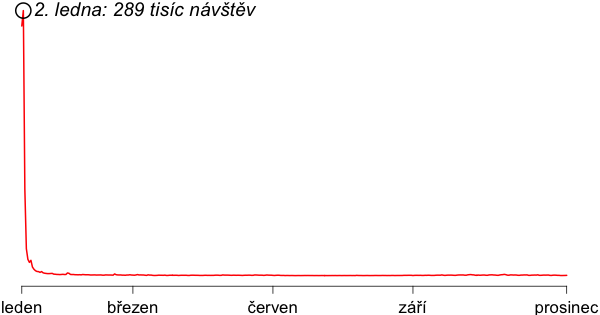 2. ledna: 289 tisíc návštěv
leden březen červen září prosinec